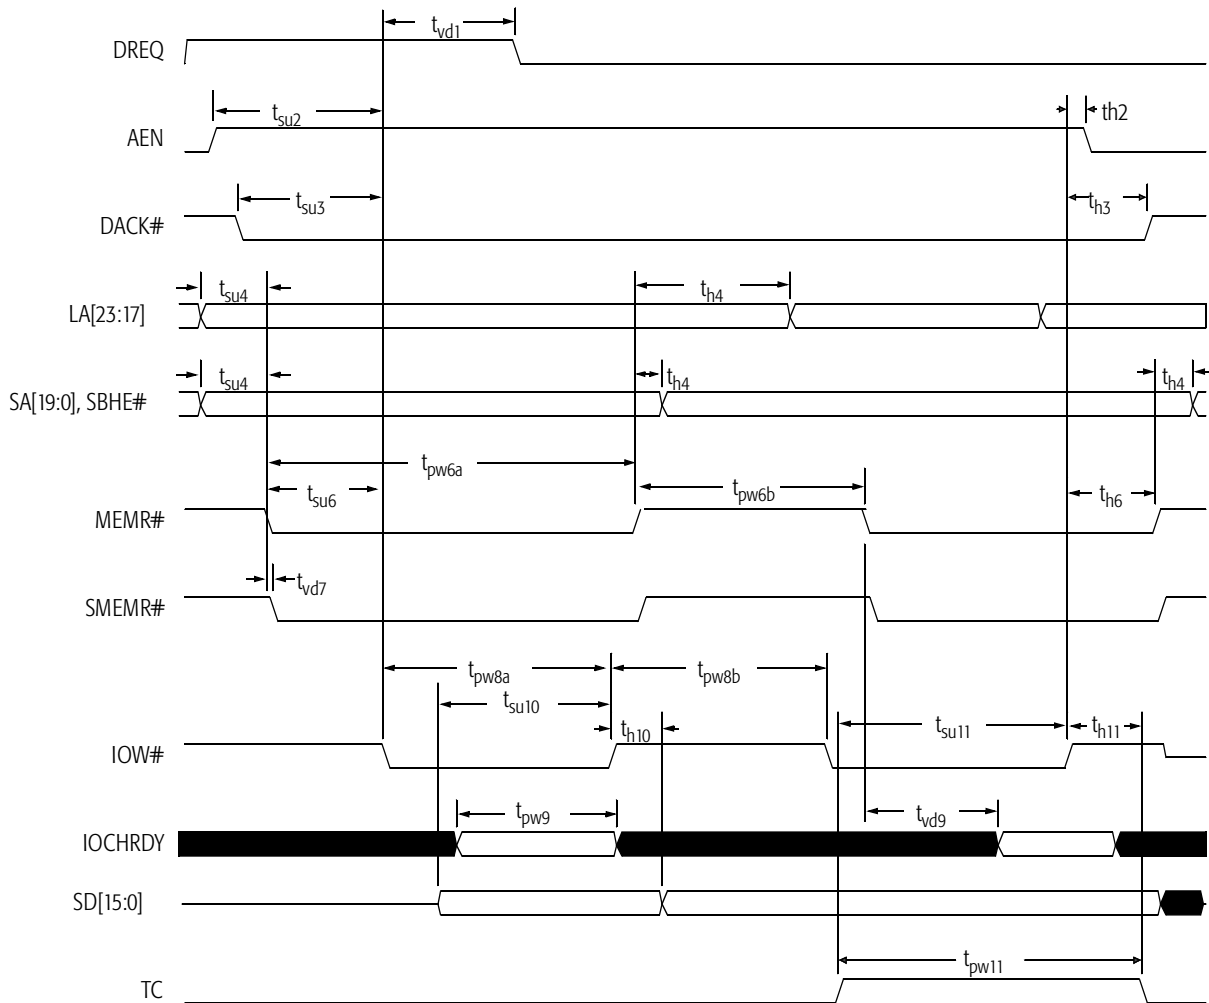 t_vd1
DREQ
t_su2
th2
AEN
t_su3
t_h3
DACK#
t_su4
t_h4
LA[23:17]
t_su4
t_h4
t_h4
SA[19:0], SBHE#
t_pw6a
t_su6
t_pw6b
t_h6
MEMR#
t_vd7
SMEMR#
t_pw8a
t_pw8b
t_su10
t_h10
t_su11
t_h11
IOW#
t_pw9
t_vd9
IOCHRDY
SD[15:0]
t_pw11
TC